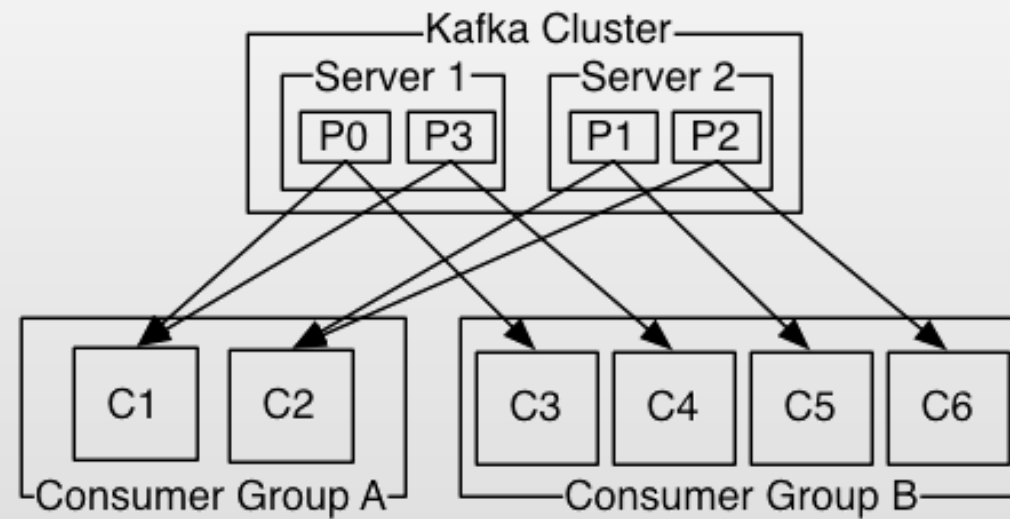 Kafka Cluster
Server 1
Server 2
P0
P3
P1
P2
C1
C2
C3
C4
C5
C6
Consumer Group A
Consumer Group B